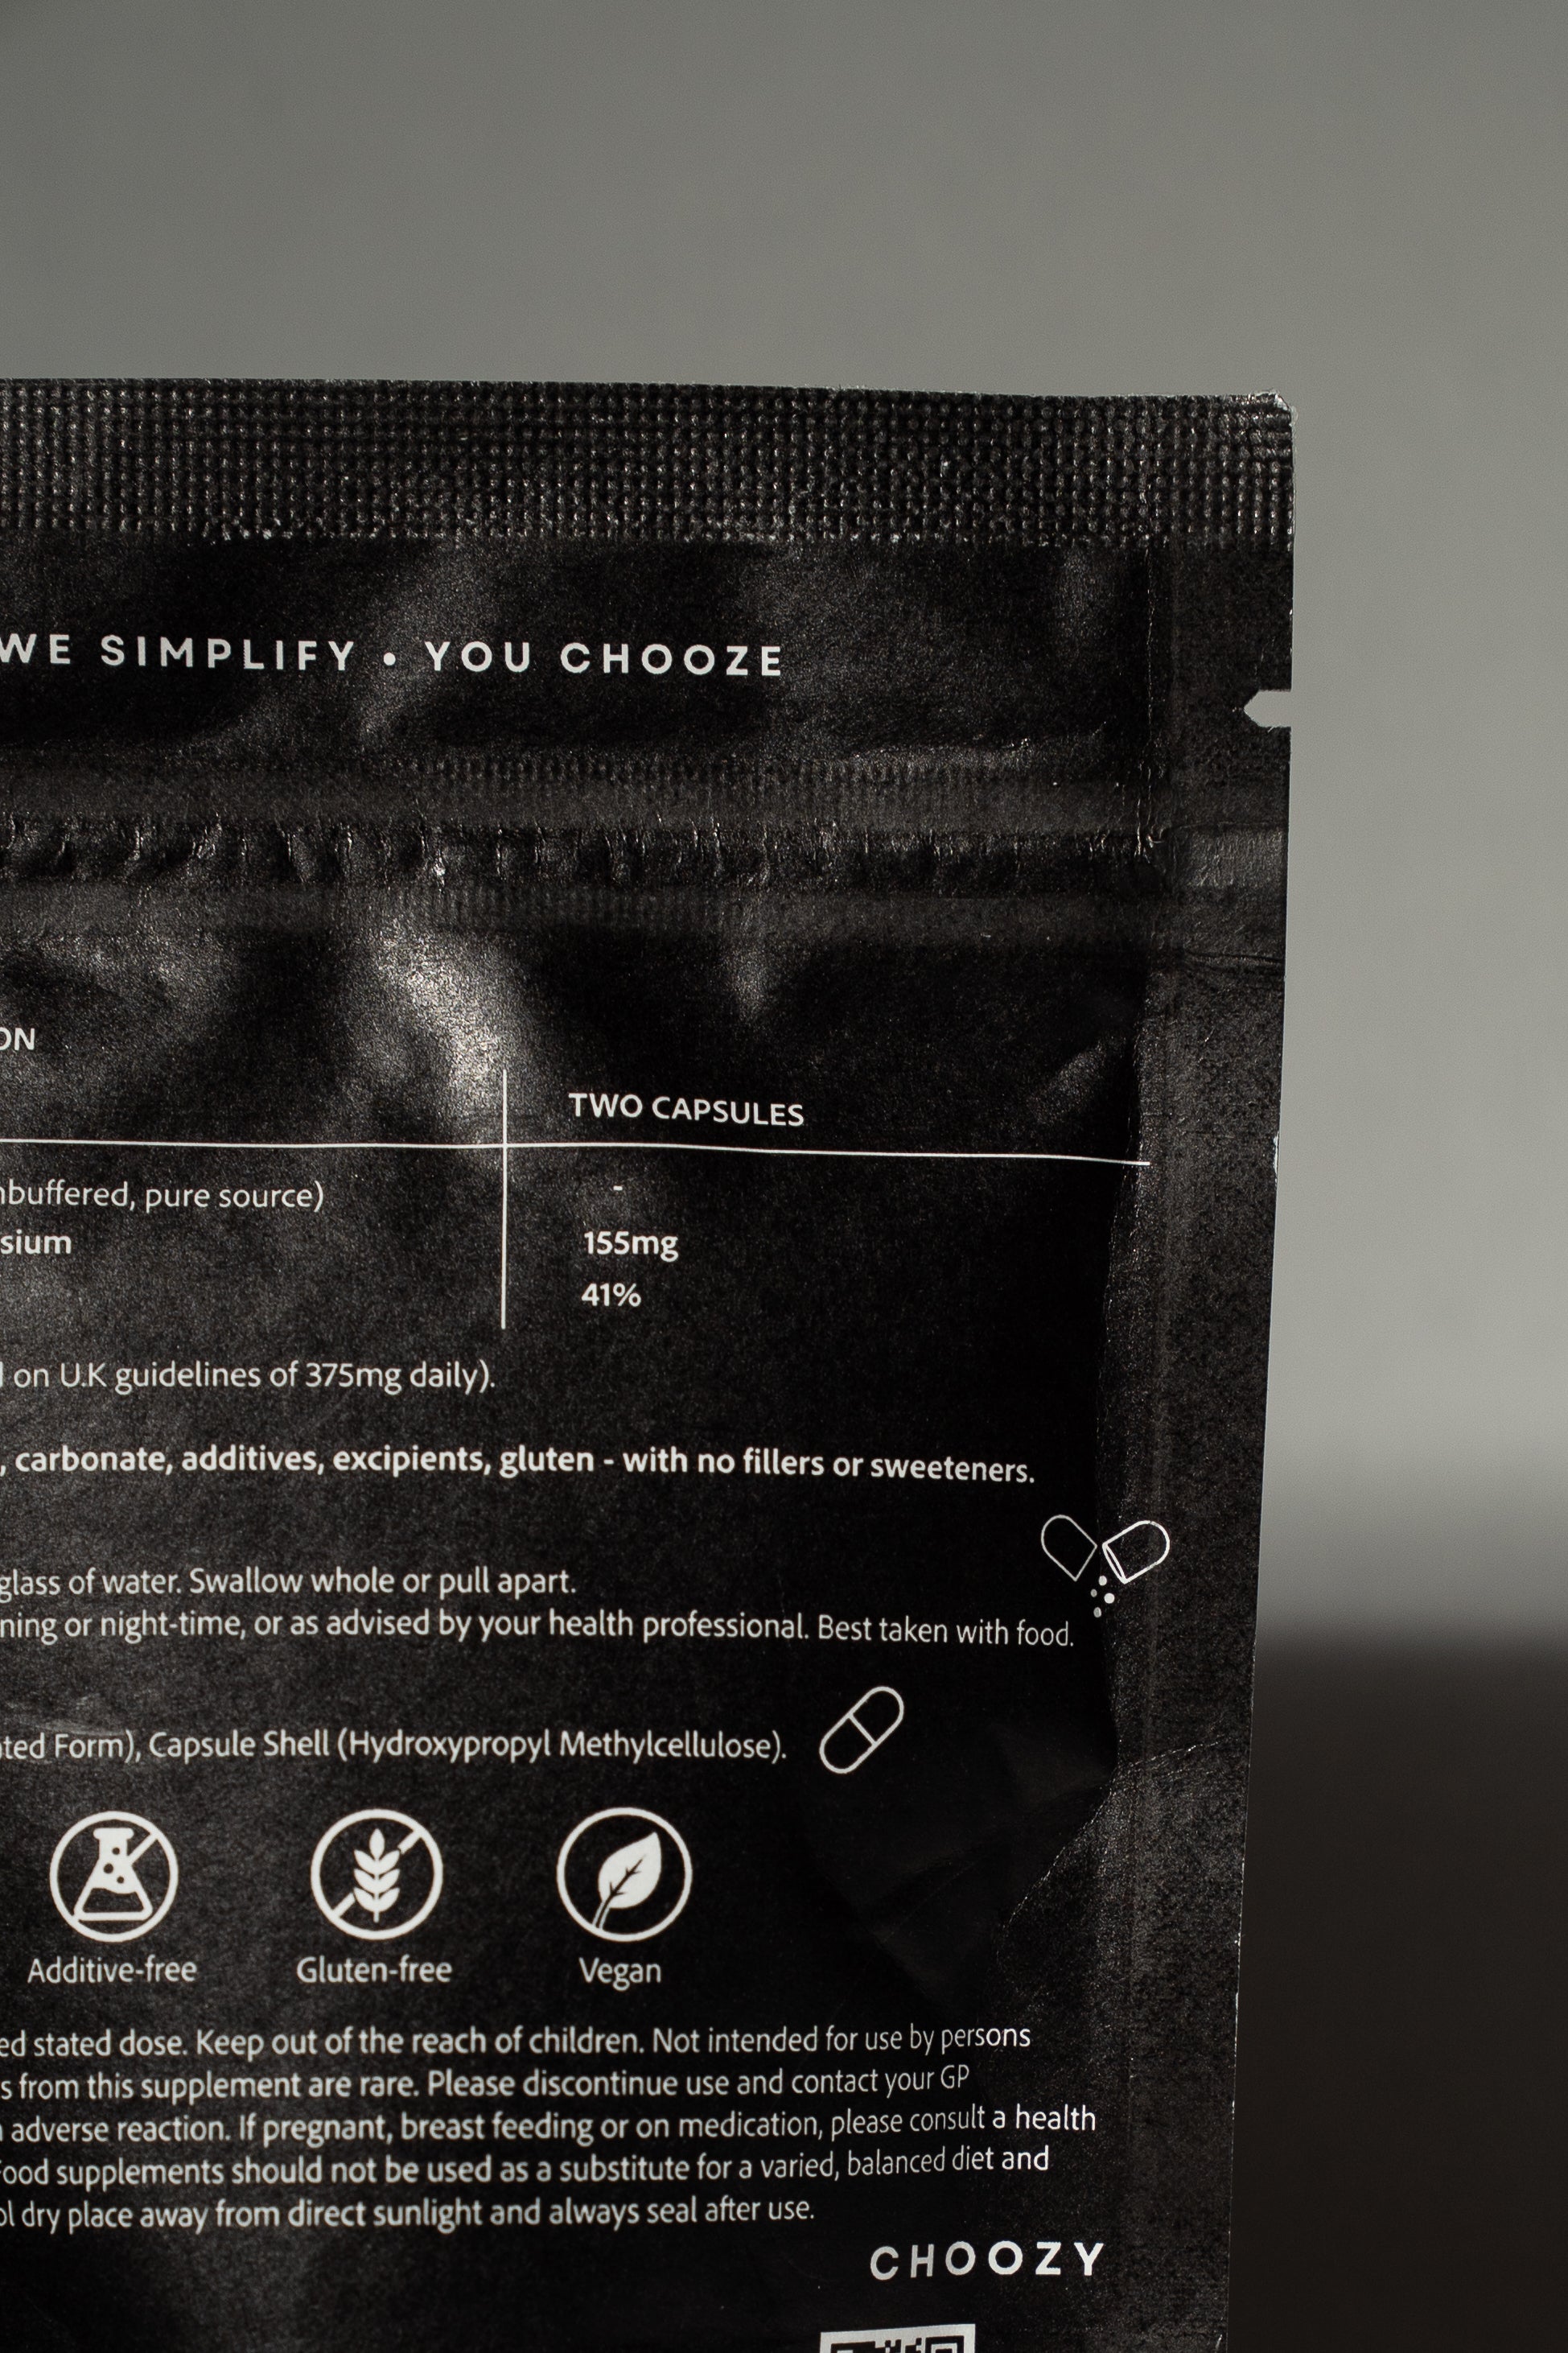 WE SIMPLIFY • YOU CHOOZE
ON
TWO CAPSULES
nbuffered, pure source) -
sium 155mg
41%
on U.K guidelines of 375mg daily).
, carbonate, additives, excipients, gluten - with no fillers or sweeteners.
glass of water. Swallow whole or pull apart.
ning or night-time, or as advised by your health professional. Best taken with food.
ted Form), Capsule Shell (Hydroxypropyl Methylcellulose).
Additive-free Gluten-free Vegan
ed stated dose. Keep out of the reach of children. Not intended for use by persons
s from this supplement are rare. Please discontinue use and contact your GP
adverse reaction. If pregnant, breast feeding or on medication, please consult a health
ood supplements should not be used as a substitute for a varied, balanced diet and
ol dry place away from direct sunlight and always seal after use.
CHOOZY